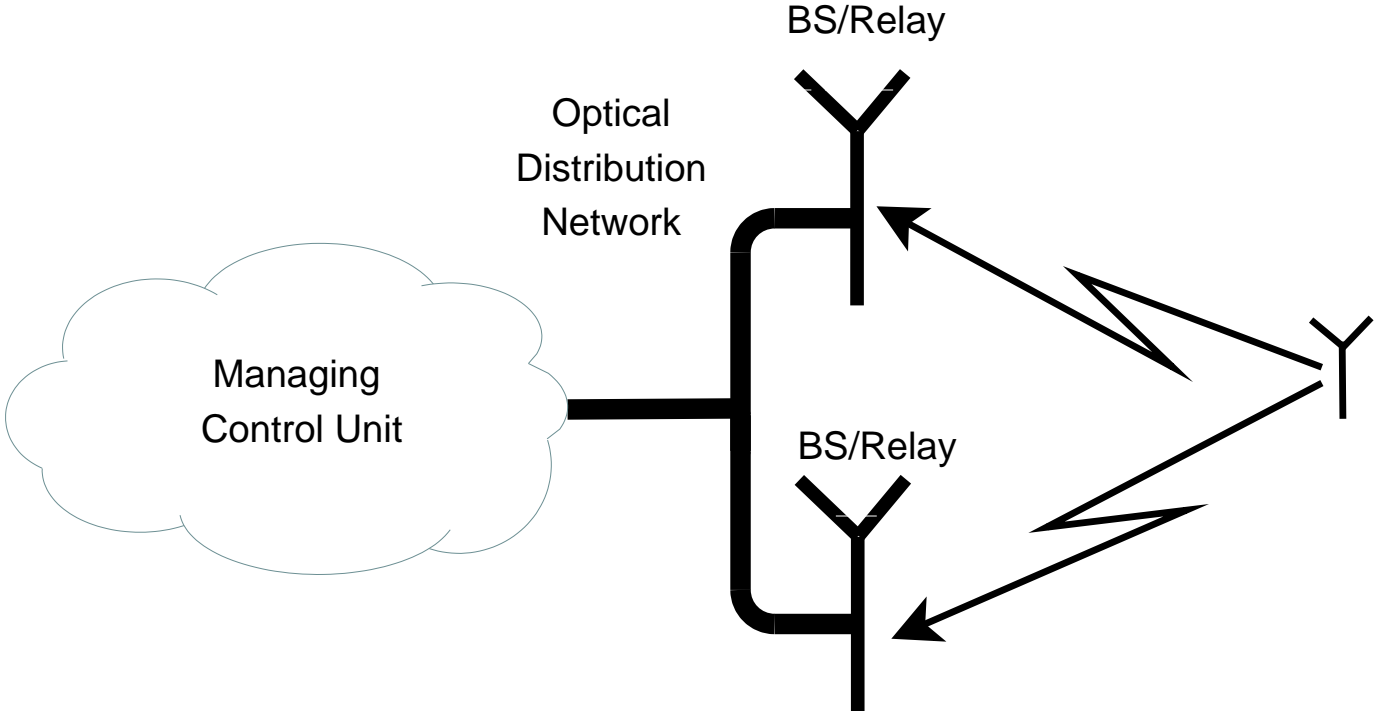 BS/Relay
Optical
Distribution
Network
Managing
Control Unit
BS/Relay